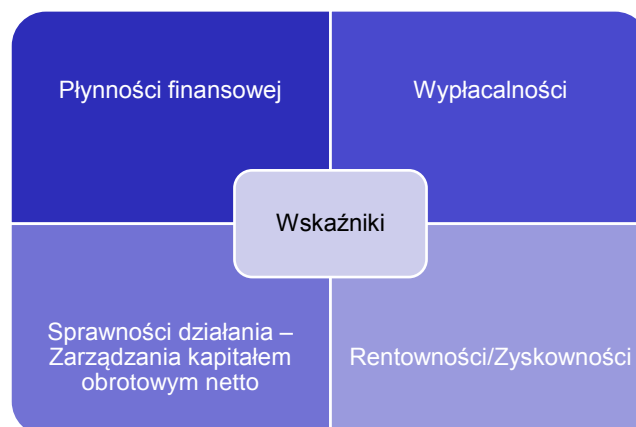 Płynności finansowej
Wypłacalności
Wskaźniki
Sprawności działania –
Zarządzania kapitałem
obrotowym netto
Rentowności/Zyskowności